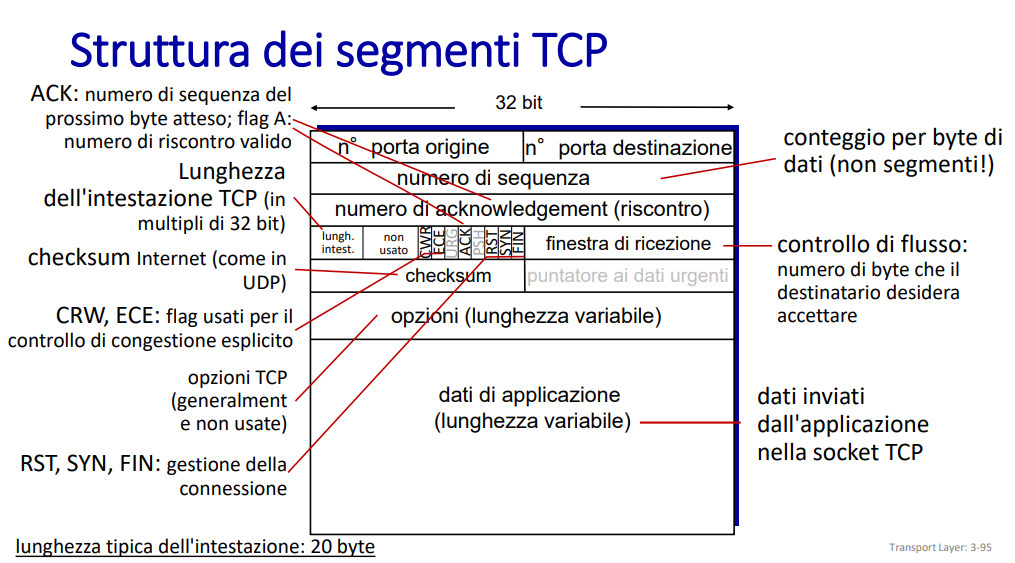 Struttura dei segmenti TCP
ACK: numero di sequenza del
prossimo byte atteso; flag A:
numero di riscontro valido
Lunghezza
dell'intestazione TCP (in
multipli di 32 bit)
checksum Internet (come in
UDP)
CRW, ECE: flag usati per il
controllo di congestione esplicito
opzioni TCP
(generalment
e non usate)
RST, SYN, FIN: gestione della
connessione
lunghezza tipica dell'intestazione: 20 byte
32 bit
n° porta origine
n° porta destinazione
numero di sequenza
numero di acknowledgement (riscontro)
lungh.
intest.
non
usato
CWR
ECE
URG
ACK
PSH
RST
SYN
FIN
finestra di ricezione
checksum
puntatore ai dati urgenti
opzioni (lunghezza variabile)
dati di applicazione
(lunghezza variabile)
conteggio per byte di
dati (non segmenti!)
controllo di flusso:
numero di byte che il
destinatario desidera
accettare
dati inviati
dall'applicazione
nella socket TCP
Transport Layer: 3-95